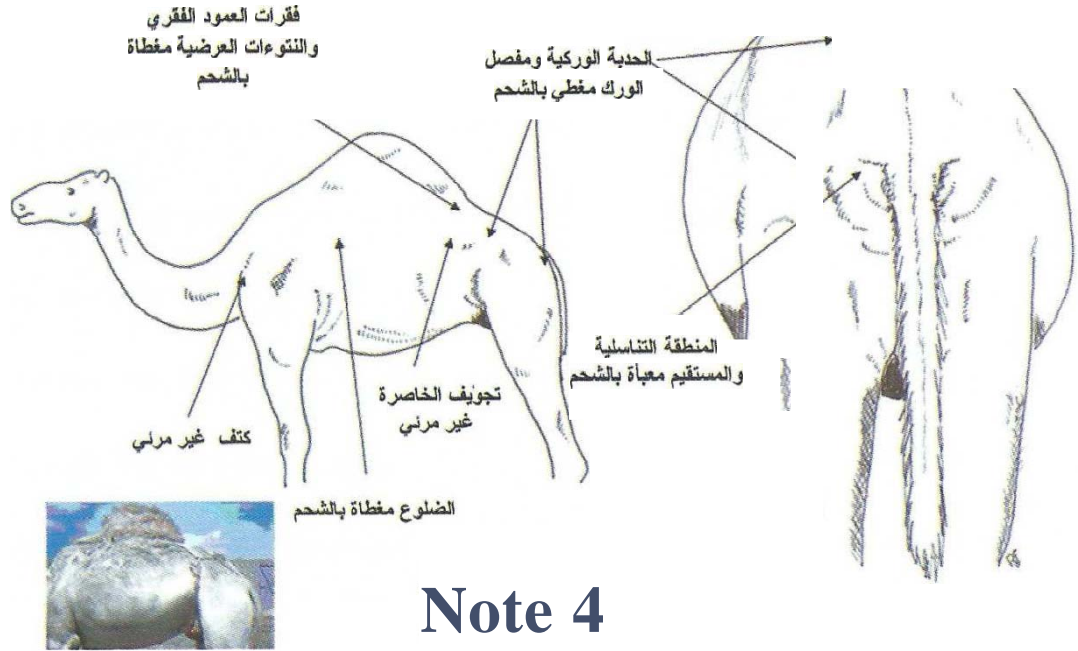 فقرات العمود الفقري
والنتوءات العرضية مغطاة
بالشحم
الحدبة الوركية ومفصل
الورك مغطي بالشحم
المنطقة التناسلية
والمستقيم معبأة بالشحم
تجويف الخاصرة
غير مرئي
كتف غير مرئي
الضلوع مغطاة بالشحم
Note 4